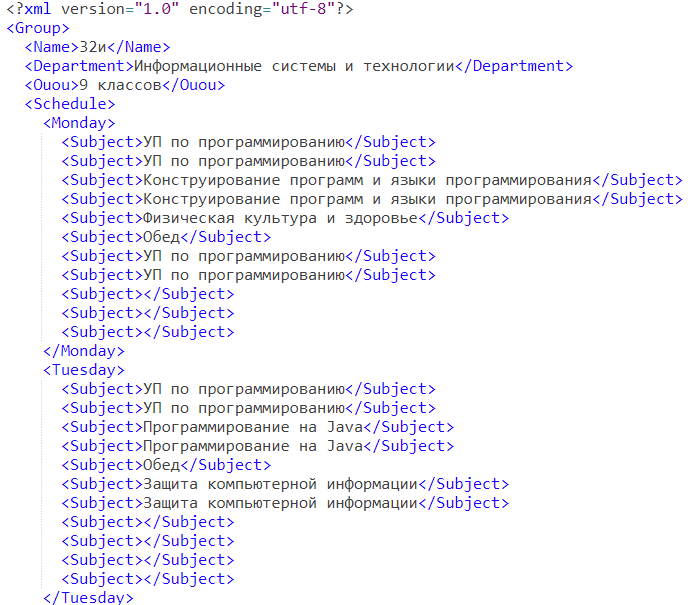 <?xml version="1.0" encoding="utf-8"?>
<Group>
  <Name>32и</Name>
  <Department>Информационные системы и технологии</Department>
  <Ouou>9 классов</Ouou>
  <Schedule>
    <Monday>
      <Subject>УП по программированию</Subject>
      <Subject>УП по программированию</Subject>
      <Subject>Конструирование программ и языки программирования</Subject>
      <Subject>Конструирование программ и языки программирования</Subject>
      <Subject>Физическая культура и здоровье</Subject>
      <Subject>Обед</Subject>
      <Subject>УП по программированию</Subject>
      <Subject>УП по программированию</Subject>
      <Subject></Subject>
      <Subject></Subject>
      <Subject></Subject>
    </Monday>
    <Tuesday>
      <Subject>УП по программированию</Subject>
      <Subject>УП по программированию</Subject>
      <Subject>Программирование на Java</Subject>
      <Subject>Программирование на Java</Subject>
      <Subject>Обед</Subject>
      <Subject>Защита компьютерной информации</Subject>
      <Subject>Защита компьютерной информации</Subject>
      <Subject></Subject>
      <Subject></Subject>
      <Subject></Subject>
      <Subject></Subject>
    </Tuesday>